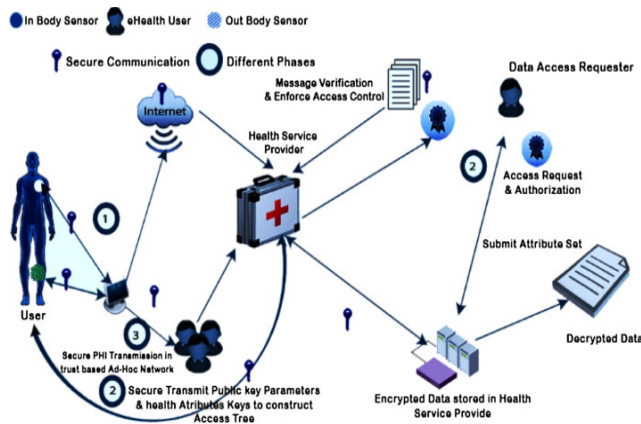 In Body Sensor
eHealth User
Out Body Sensor
Secure Communication
Different Phases
Internet
Message Verification
& Enforce Access Control
Data Access Requester
Health Service
Provider
2
Access Request
& Authorization
1
Submit Attribute Set
User
3
Secure PHI Transmission in
trust based Ad-Hoc Network
Decrypted Data
2
Secure Transmit Public key Parameters
& health Atributes Keys to construct
Access Tree
Encrypted Data stored in Health
Service Provide